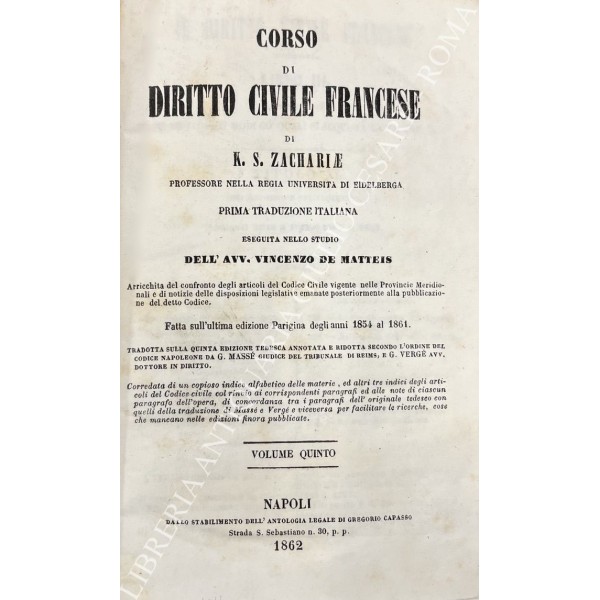 CORSO
DI
DIRITTO CIVILE FRANCESE
DI
K. S. ZACHARIÆ
PROFESSORE NELLA REGIA UNIVERSITA DI EIDELBERGA
PRIMA TRADUZIONE ITALIANA
ESEGUITA NELLO STUDIO
DELL' AVV. VINCENZO DE MATTEIS
Arricchita del confronto degli articoli del Codice Civile vigente nelle Provincie Meridio-
nali e di notizie delle disposizioni legislative emanate posteriormente alla pubblicazio-
ne del detto Codice.
Fatta sull'ultima edizione Parigina degli anni 1854 al 1861.
TRADOTTA SULLA QUINTA EDIZIONE TEDESCA ANNOTATA E RIDOTTA SECONDO L'ORDINE DEL
CODICE NAPOLEONE DA G. MASSÉ GIUDICE DEL TRIBUNALE DI REIMS, E G. VERGÉ AVV.
DOTTORE IN DIRITTO.
Corredata di un copioso indice alfabetico delle materie, ed altri tre indici degli arti-
coli del Codice civile col rinvio ai corrispondenti paragrafi ed alle note di ciascun
paragrafo dell'opera, di concordanza tra i paragrafi dell' originale tedesco con
quelli della traduzione di Massé e Vergé e viceversa per facilitare le ricerche, cose
che mancano nelle edizioni finora pubblicate.
VOLUME QUINTO
NAPOLI
DALLO STABILIMENTO DELL' ANTOLOGIA LEGALE DI GREGORIO CAPASSO
Strada S. Sebastiano n. 30, p. p.
1862